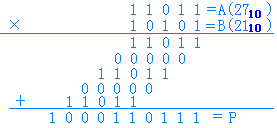 1 1 0 1 1 = A(27₁₀)
× 1 0 1 0 1 = B(21₁₀)
1 1 0 1 1
0 0 0 0 0
1 1 0 1 1
0 0 0 0 0
+ 1 1 0 1 1
1 0 0 0 1 1 0 1 1 1 = P